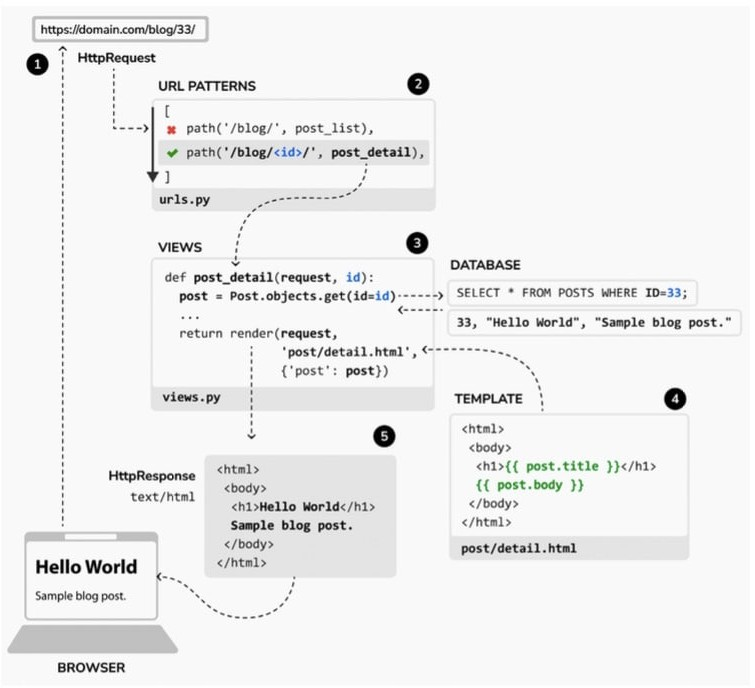 https://domain.com/blog/33/
1
HttpRequest
URL PATTERNS
2
[
path('/blog/', post_list),
path('/blog/<id>/', post_detail),
]
urls.py
VIEWS
3
def post_detail(request, id):
post = Post.objects.get(id=id)
...
return render(request,
'post/detail.html',
{'post': post})
views.py
DATABASE
SELECT * FROM POSTS WHERE ID=33;
33, "Hello World", "Sample blog post."
TEMPLATE
4
<html>
<body>
<h1>{{ post.title }}</h1>
{{ post.body }}
</body>
</html>
post/detail.html
5
HttpResponse
text/html
<html>
<body>
<h1>Hello World</h1>
Sample blog post.
</body>
</html>
Hello World
Sample blog post.
BROWSER